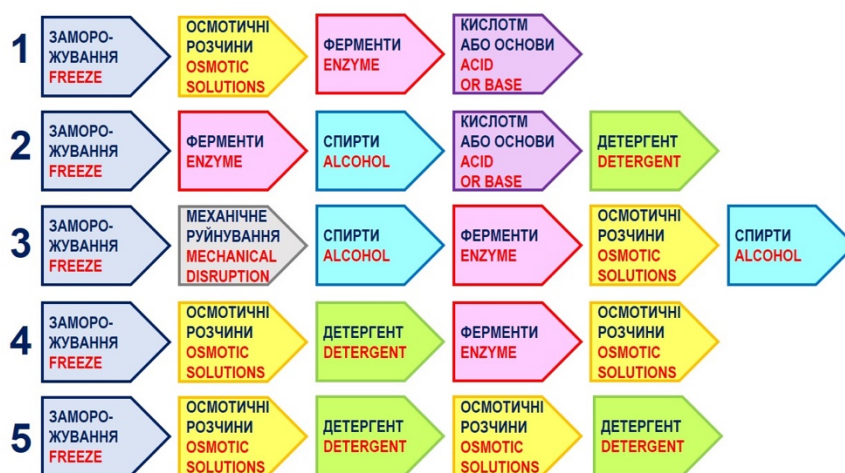 1
ЗАМОРО-
ЖУВАННЯ
FREEZE
ОСМОТИЧНІ
РОЗЧИНИ
OSMOTIC
SOLUTIONS
ФЕРМЕНТИ
ENZYME
КИСЛОТМ
АБО ОСНОВИ
ACID
OR BASE
2
ЗАМОРО-
ЖУВАННЯ
FREEZE
ФЕРМЕНТИ
ENZYME
СПИРТИ
ALCOHOL
КИСЛОТМ
АБО ОСНОВИ
ACID
OR BASE
ДЕТЕРГЕНТ
DETERGENT
3
ЗАМОРО-
ЖУВАННЯ
FREEZE
МЕХАНІЧНЕ
РУЙНУВАННЯ
MECHANICAL
DISRUPTION
СПИРТИ
ALCOHOL
ФЕРМЕНТИ
ENZYME
ОСМОТИЧНІ
РОЗЧИНИ
OSMOTIC
SOLUTIONS
СПИРТИ
ALCOHOL
4
ЗАМОРО-
ЖУВАННЯ
FREEZE
ОСМОТИЧНІ
РОЗЧИНИ
OSMOTIC
SOLUTIONS
ДЕТЕРГЕНТ
DETERGENT
ФЕРМЕНТИ
ENZYME
ОСМОТИЧНІ
РОЗЧИНИ
OSMOTIC
SOLUTIONS
5
ЗАМОРО-
ЖУВАННЯ
FREEZE
ОСМОТИЧНІ
РОЗЧИНИ
OSMOTIC
SOLUTIONS
ДЕТЕРГЕНТ
DETERGENT
ОСМОТИЧНІ
РОЗЧИНИ
OSMOTIC
SOLUTIONS
ДЕТЕРГЕНТ
DETERGENT